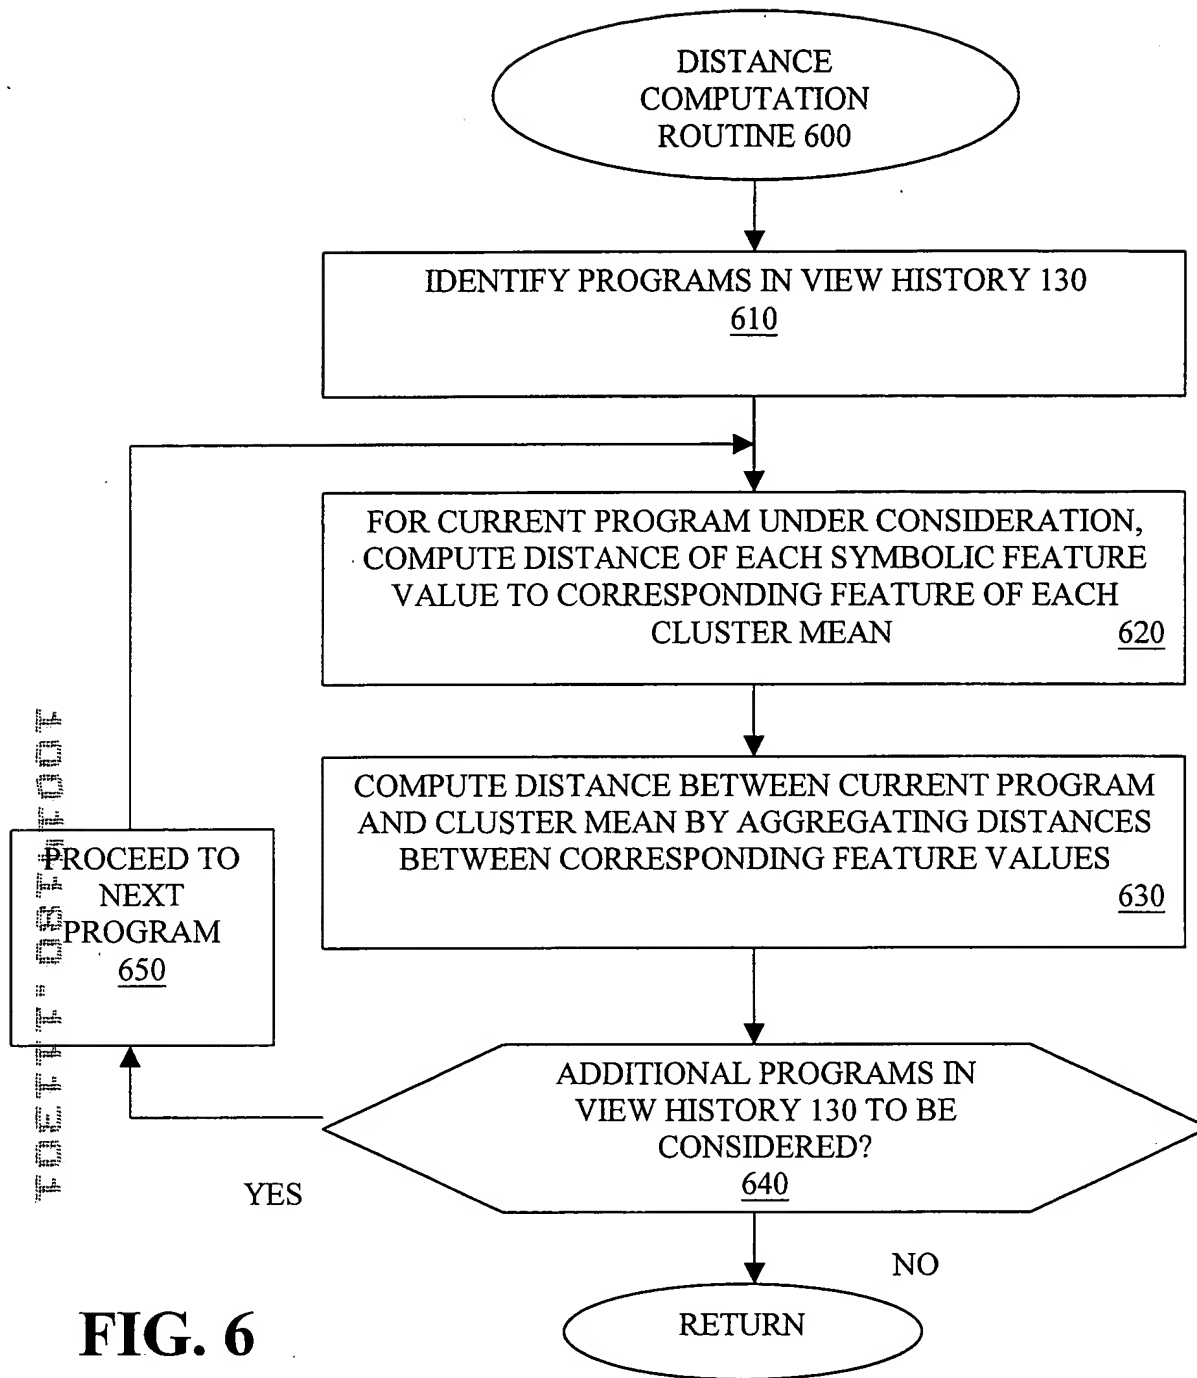 DISTANCE
COMPUTATION
ROUTINE 600
IDENTIFY PROGRAMS IN VIEW HISTORY 130
610
FOR CURRENT PROGRAM UNDER CONSIDERATION,
COMPUTE DISTANCE OF EACH SYMBOLIC FEATURE
VALUE TO CORRESPONDING FEATURE OF EACH
CLUSTER MEAN
620
COMPUTE DISTANCE BETWEEN CURRENT PROGRAM
AND CLUSTER MEAN BY AGGREGATING DISTANCES
BETWEEN CORRESPONDING FEATURE VALUES
630
PROCEED TO
NEXT
PROGRAM
650
ADDITIONAL PROGRAMS IN
VIEW HISTORY 130 TO BE
CONSIDERED?
640
YES
NO
RETURN
FIG. 6